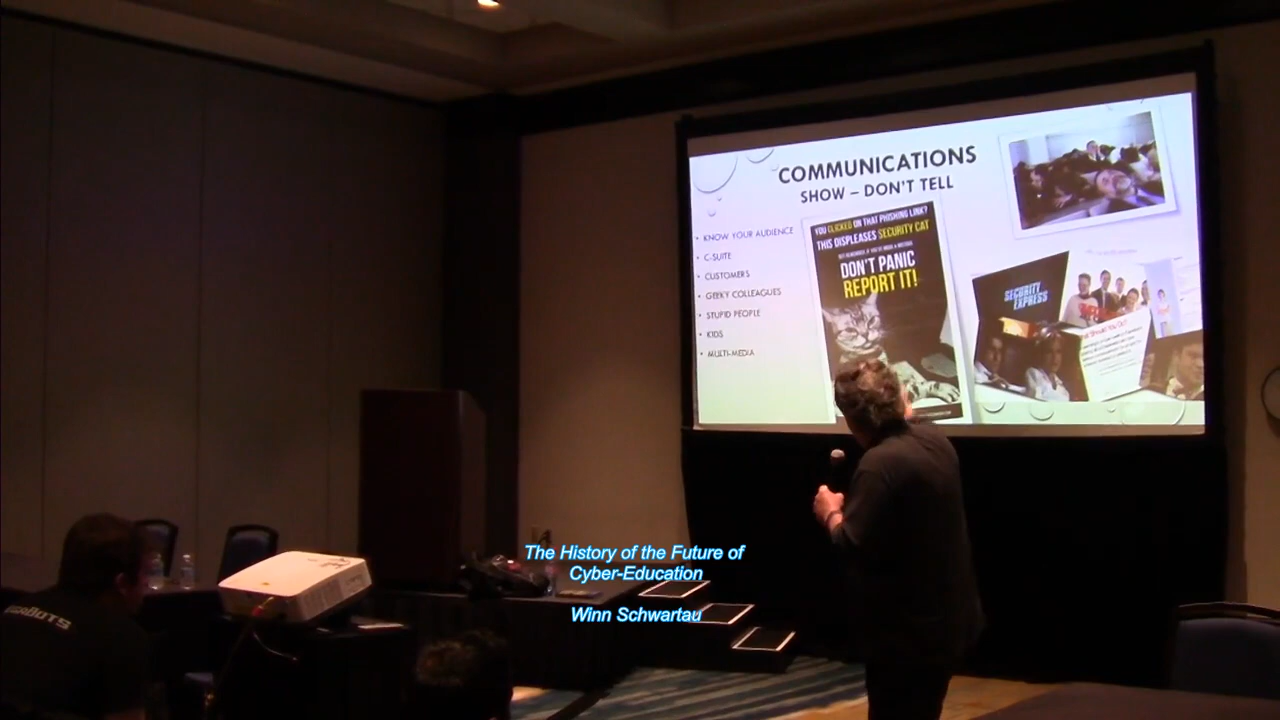 COMMUNICATIONS
SHOW – DON'T TELL
• KNOW YOUR AUDIENCE
• C-SUITE
• CUSTOMERS
• GEEKY COLLEAGUES
• STUPID PEOPLE
• KIDS
• MULTI-MEDIA
YOU CLICKED ON THAT PHISHING LINK?
THIS DISPLEASES SECURITY CAT
DON'T PANIC
REPORT IT!
SECURITY
EXPRESS
The History of the Future of
Cyber-Education
Winn Schwartau